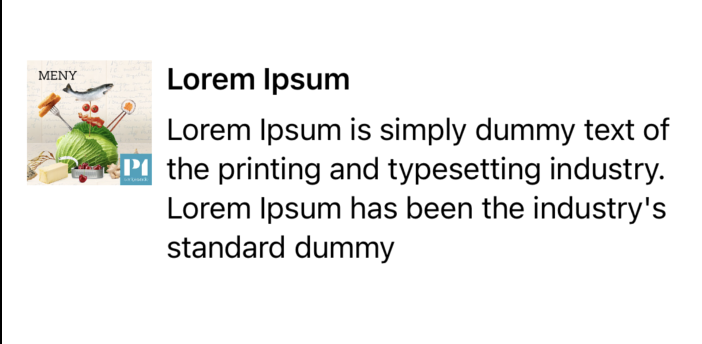 MENY
P1
Lorem Ipsum
Lorem Ipsum is simply dummy text of
the printing and typesetting industry.
Lorem Ipsum has been the industry's
standard dummy